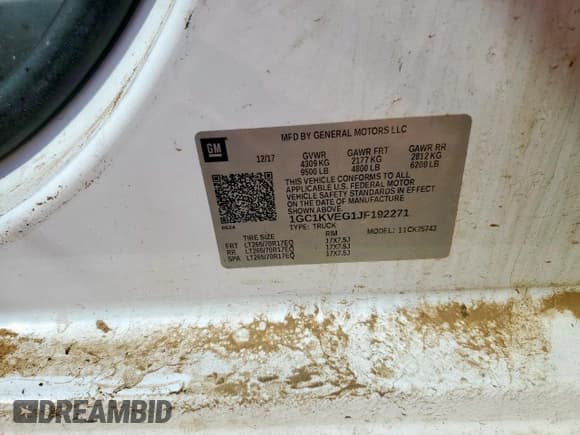 MFD BY GENERAL MOTORS LLC
GM
12/17 GVWR GAWR FRT GAWR RR
4309 KG 2177 KG 2812 KG
9500 LB 4800 LB 6200 LB
THIS VEHICLE CONFORMS TO ALL
APPLICABLE U.S. FEDERAL MOTOR
VEHICLE SAFETY STANDARDS IN EFFECT
ON THE DATE OF MANUFACTURE
SHOWN ABOVE.
1GC1KVEG1JF192271
TYPE: TRUCK MODEL: 11CK25743
TIRE SIZE RIM
FRT LT265/70R17EQ 17X7.5J
RR LT265/70R17EQ 17X7.5J
SPA LT265/70R17EQ 17X7.5J
DREAMBID